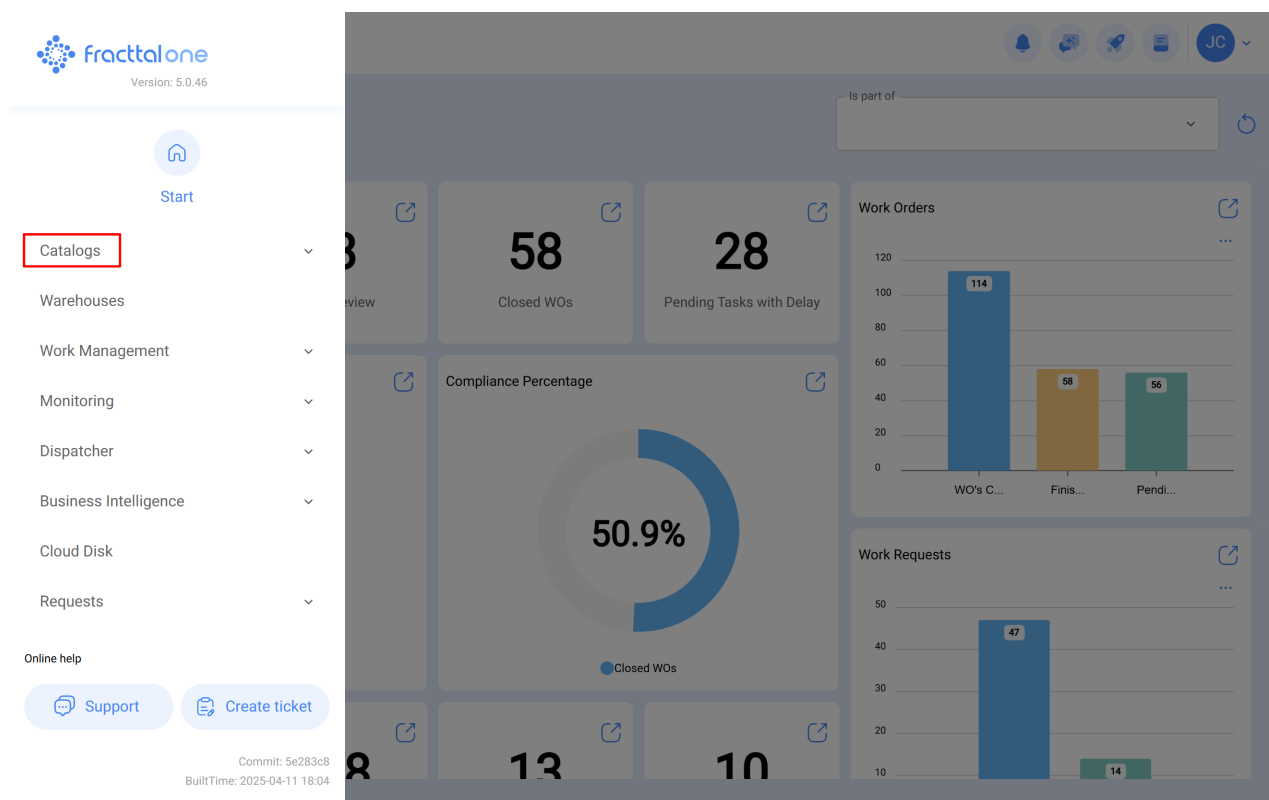 fracttal one
Version: 5.0.46
Start
Catalogs
Warehouses
Work Management
Monitoring
Dispatcher
Business Intelligence
Cloud Disk
Requests
Online help
Support
Create ticket
Commit: 5e283c8
BuiltTime: 2025-04-11 18:04
JC
Is part of
58
Closed WOs
28
Pending Tasks with Delay
Compliance Percentage
50.9%
Closed WOs
8
13
10
Work Orders
...
120
100
80
60
40
20
0
114
58
56
WO's C...
Finis...
Pendi...
Work Requests
...
50
40
30
20
10
47
14